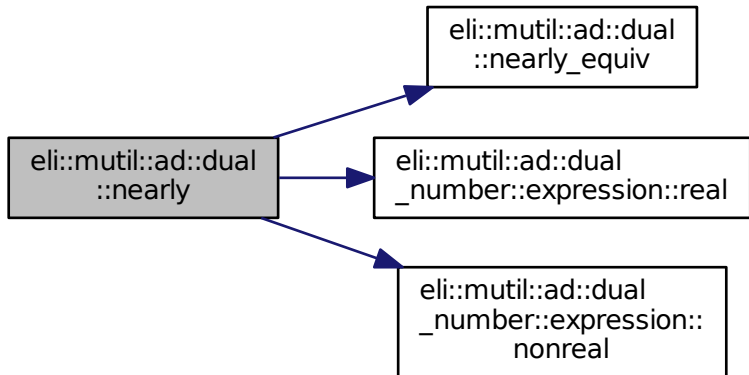 eli::mutil::ad::dual
::nearly
eli::mutil::ad::dual
::nearly_equiv
eli::mutil::ad::dual
_number::expression::real
eli::mutil::ad::dual
_number::expression::
nonreal